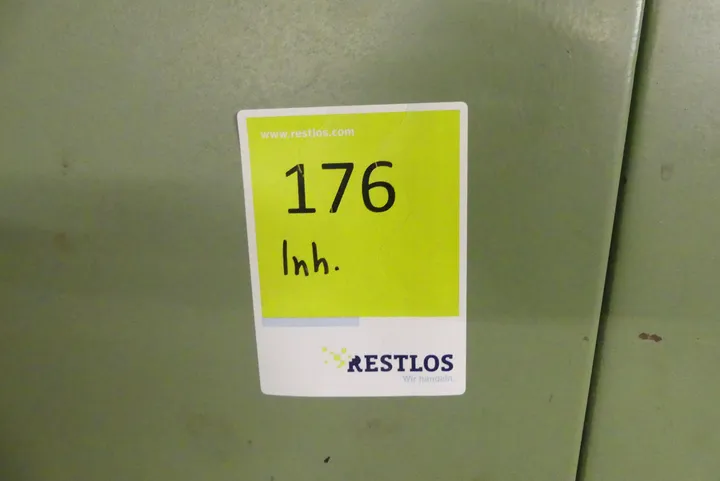 www.restlos.com
176
Inh.
RESTLOS
Wir handeln.